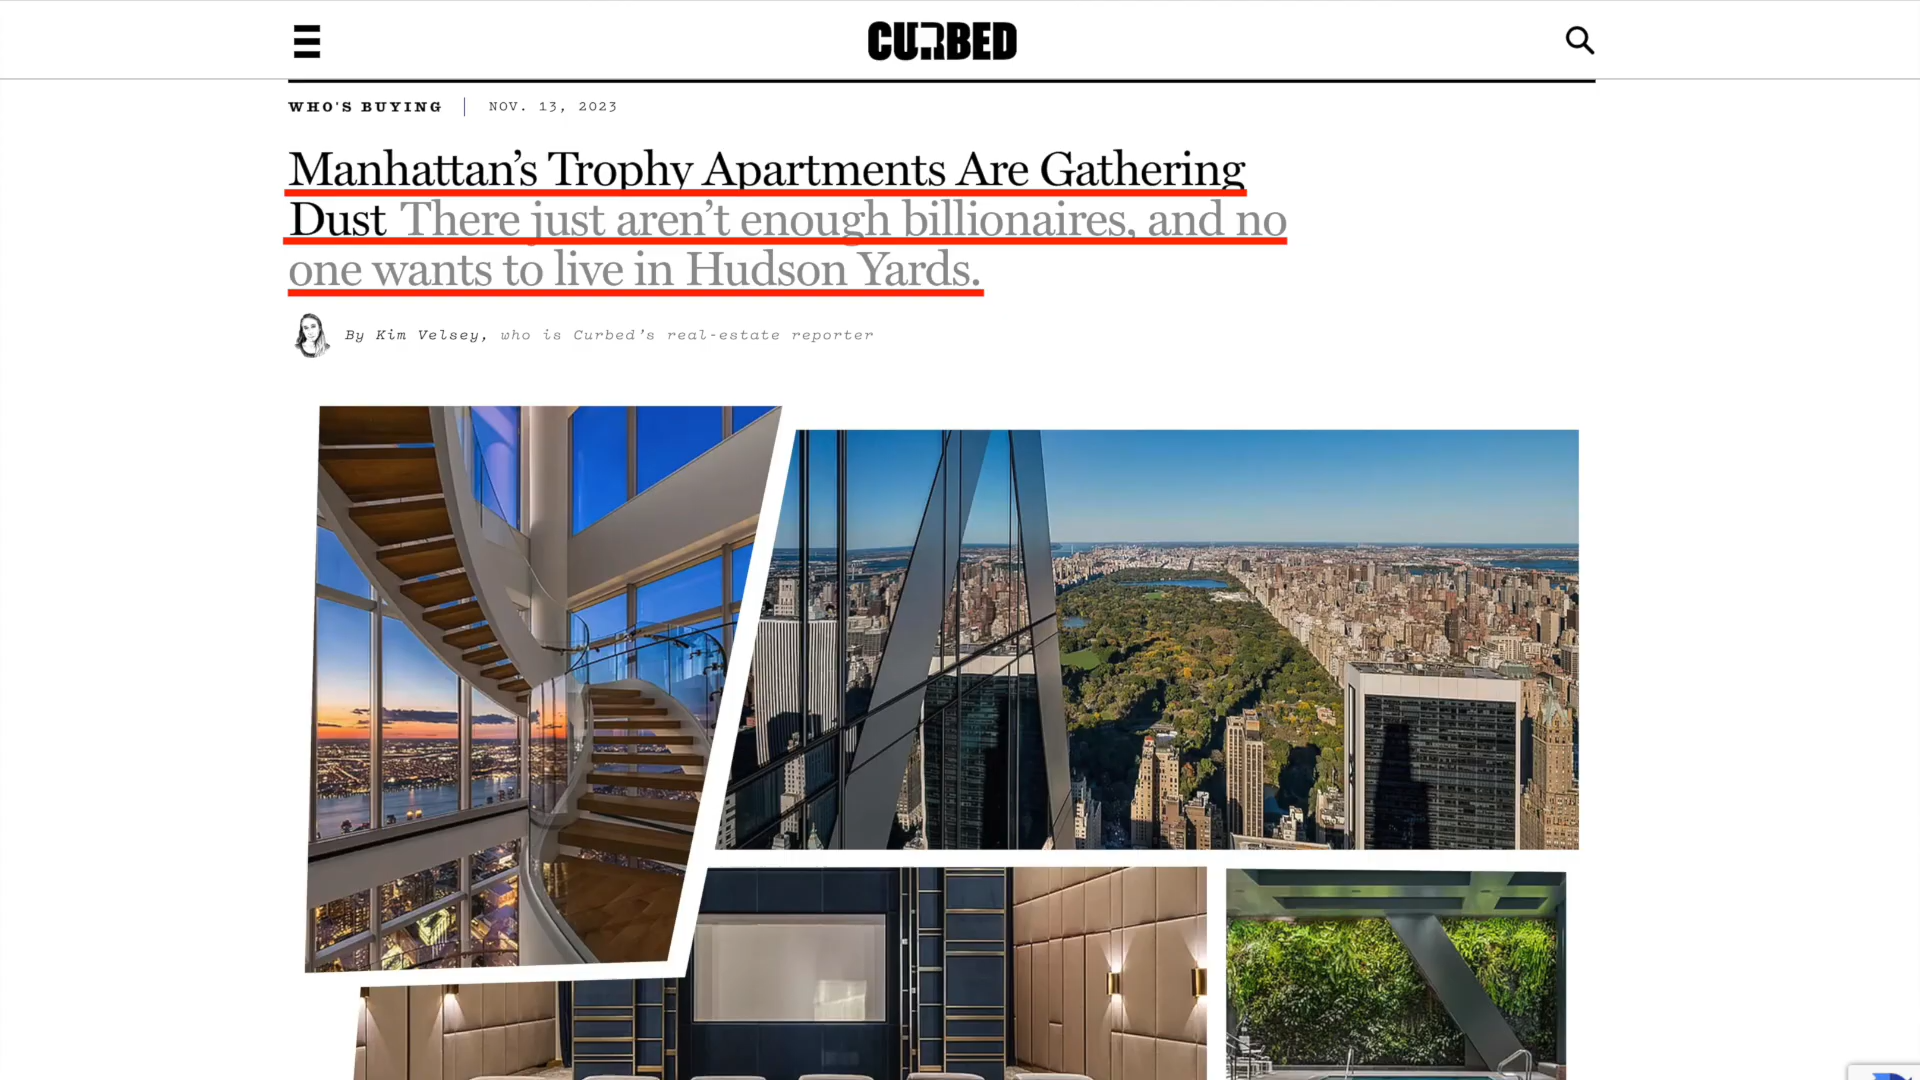 CURBED
WHO'S BUYING | NOV. 13, 2023
Manhattan’s Trophy Apartments Are Gathering
Dust There just aren’t enough billionaires, and no
one wants to live in Hudson Yards.
By Kim Velsey, who is Curbed’s real-estate reporter